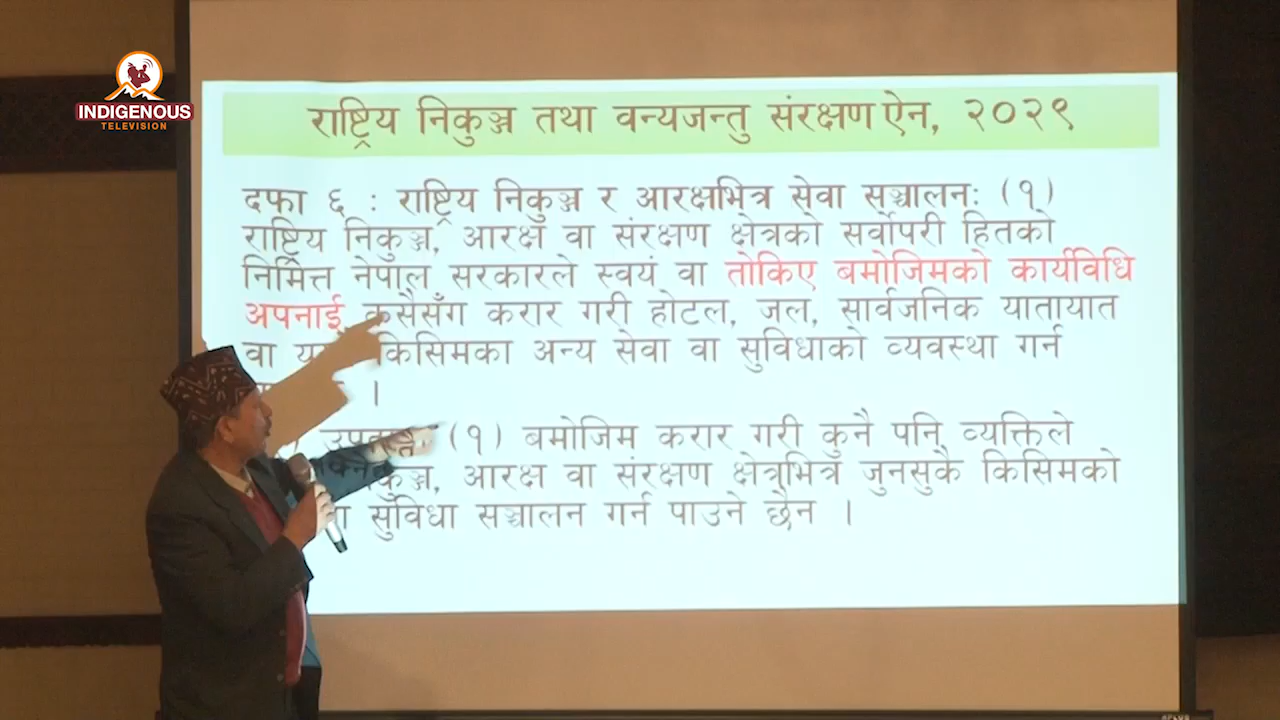 INDIGENOUS
TELEVISION
राष्ट्रिय निकुञ्ज तथा वन्यजन्तु संरक्षण ऐन, २०२९
दफा ६ : राष्ट्रिय निकुञ्ज र आरक्षभित्र सेवा सञ्चालन: (१)
राष्ट्रिय निकुञ्ज, आरक्ष वा संरक्षण क्षेत्रको सर्वोपरी हितको
निमित्त नेपाल सरकारले स्वयं वा तोकिए बमोजिमको कार्यविधि
अपनाई कसैसँग करार गरी होटल, जल, सार्वजनिक यातायात
वा किसिमका अन्य सेवा वा सुविधाको व्यवस्था गर्न
।
(१) बमोजिम करार गरी कुनै पनि व्यक्तिले
आरक्ष वा संरक्षण क्षेत्रभित्र जुनसुकै किसिमको
सुविधा सञ्चालन गर्न पाउने छैन ।